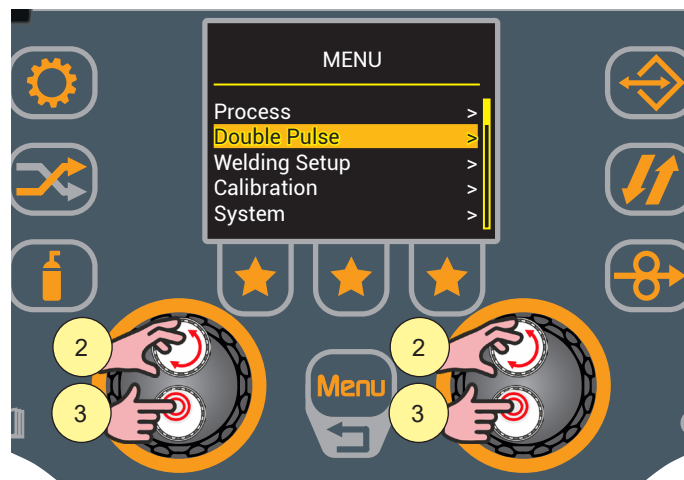 MENU
Process >
Double Pulse >
Welding Setup >
Calibration >
System >
2
3
2
3
Menu